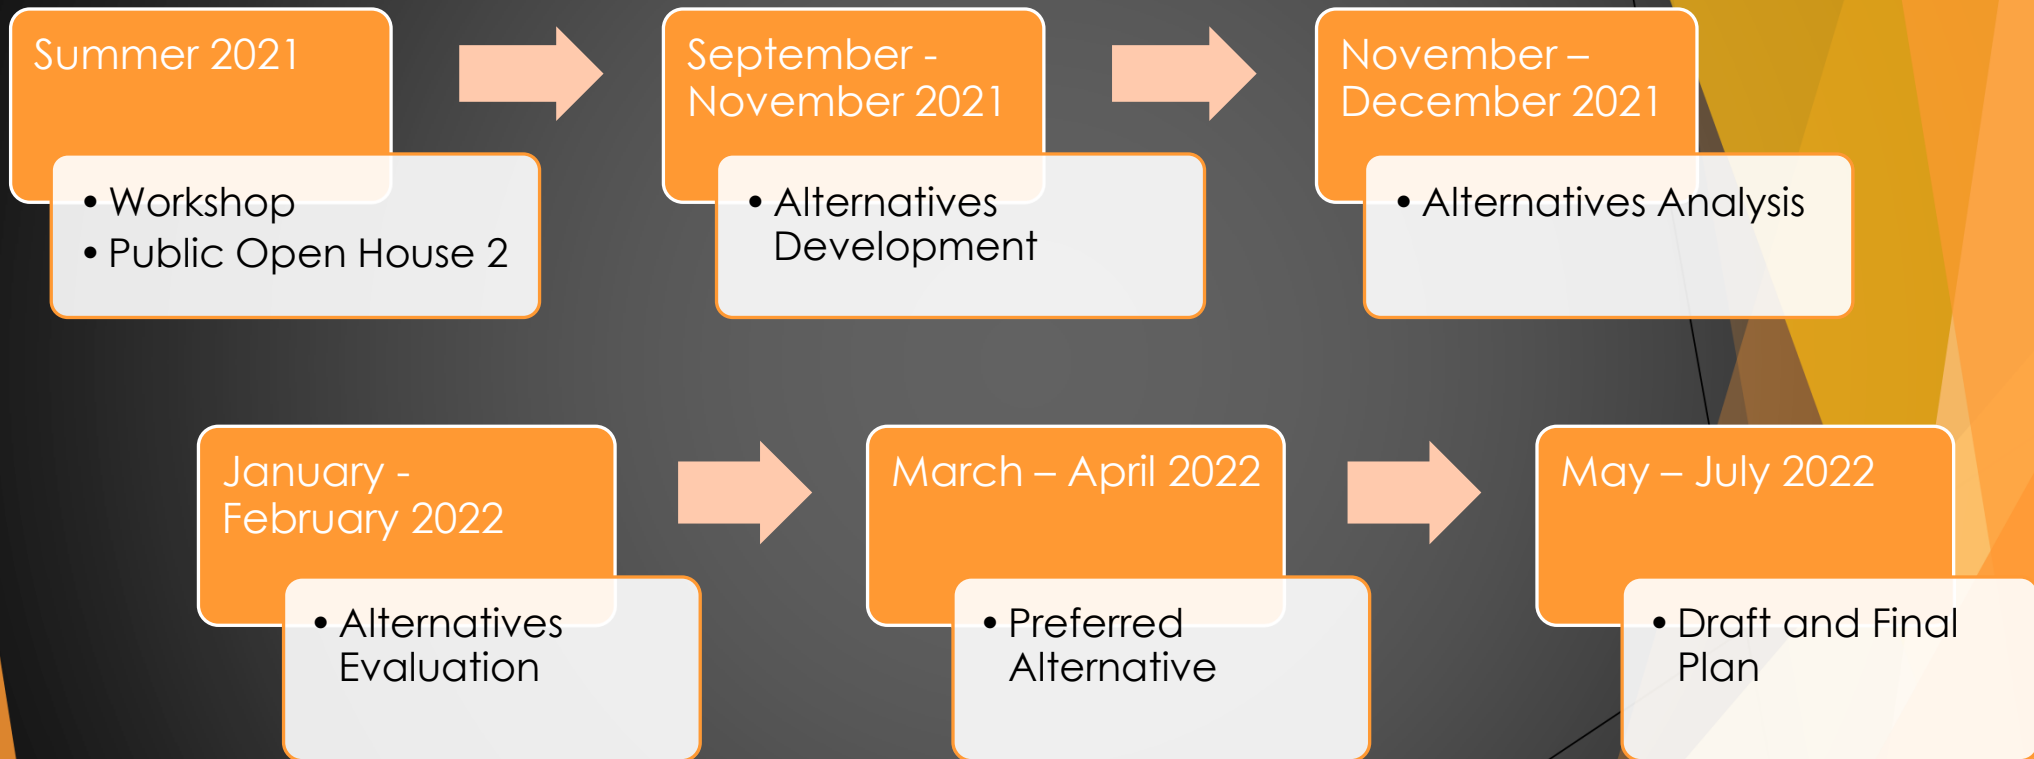 Summer 2021
• Workshop
• Public Open House 2
September -
November 2021
• Alternatives
Development
November –
December 2021
• Alternatives Analysis
January -
February 2022
• Alternatives
Evaluation
March – April 2022
• Preferred
Alternative
May – July 2022
• Draft and Final
Plan